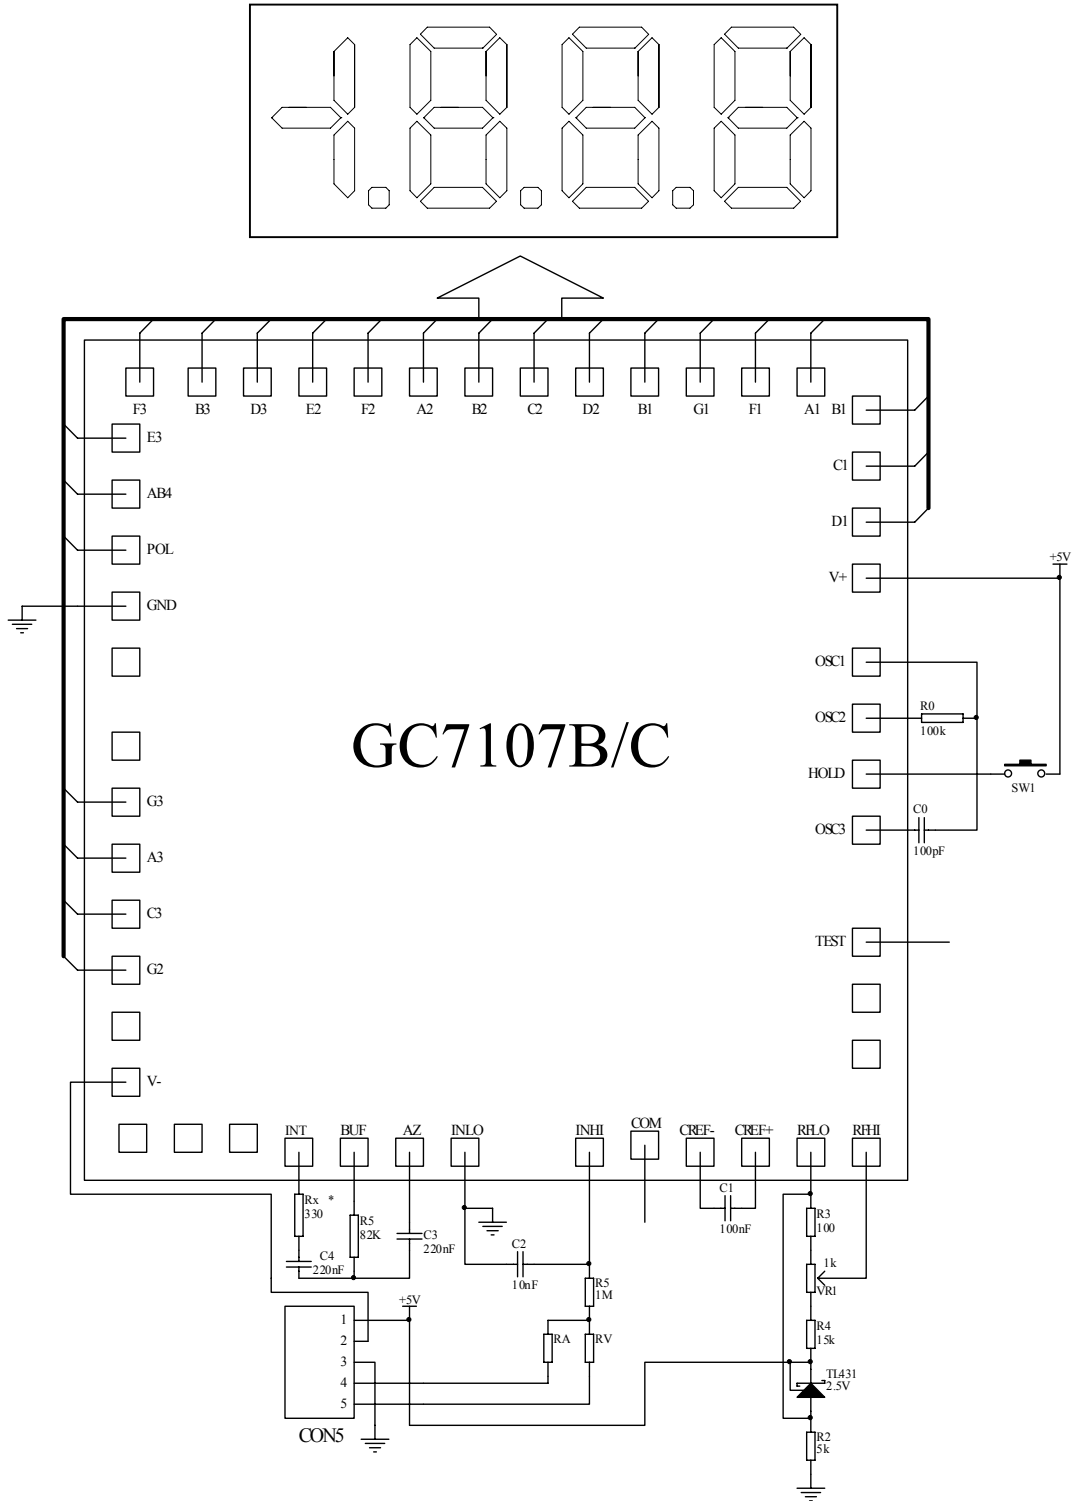 F3 B3 D3 E2 F2 A2 B2 C2 D2 B1 G1 F1 A1 B1
E3
C1
AB4
D1
POL
+5V
V+
GND
OSC1
R0
OSC2
100k
GC7107B/C
HOLD
SW1
G3
C0
OSC3
100pF
A3
C3
TEST
G2
V-
INT BUF AZ INLO INHI COM CREF- CREF+ RFLO RFHI
C1
100nF
Rx *
330
R5
82K
C3
220nF
R3
100
C4
220nF
C2
10nF
1k
VR1
R5
1M
+5V
1
2
3
4
5
RA
RV
R4
15k
TL431
2.5V
CON5
R2
5k